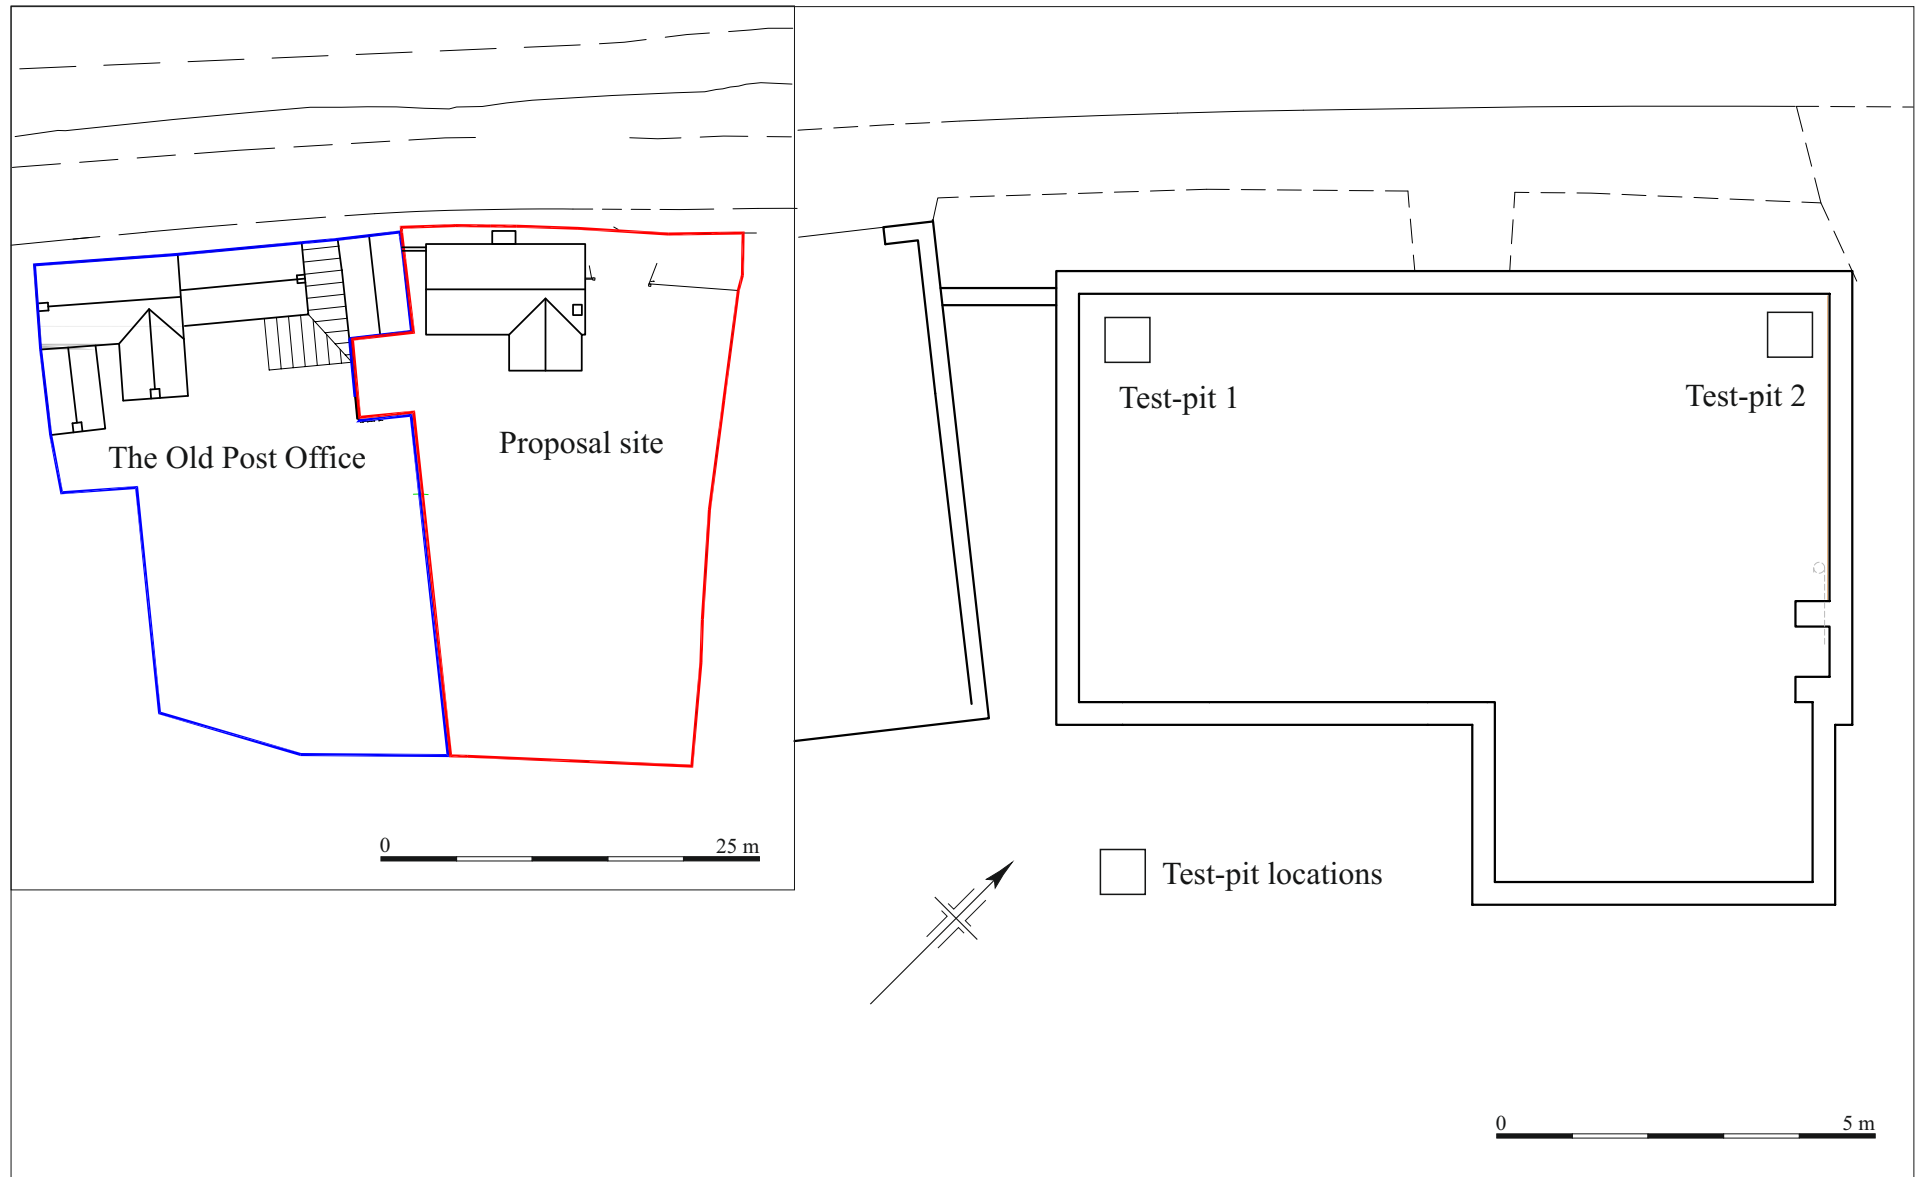 The Old Post Office
Proposal site
0 25 m
Test-pit 1
Test-pit 2
Test-pit locations
0 5 m